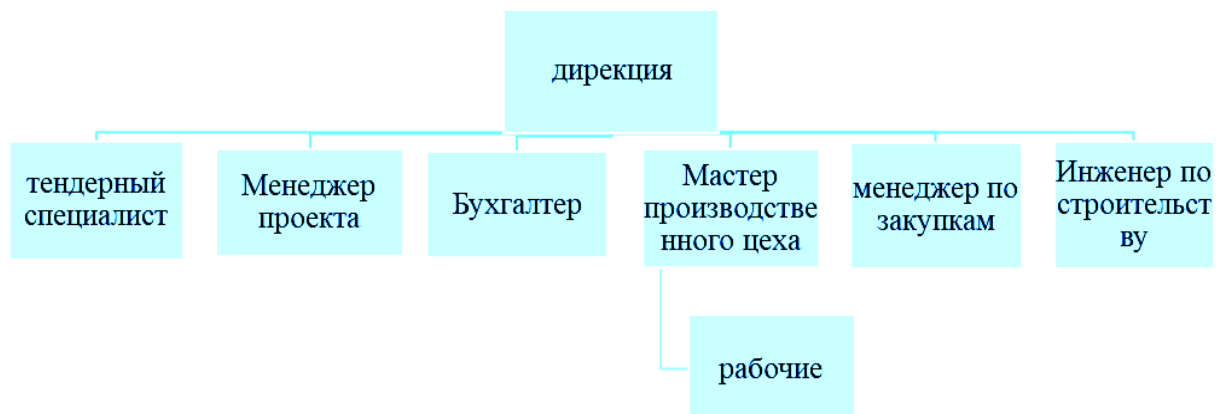 дирекция
тендерный
специалист
Менеджер
проекта
Бухгалтер
Мастер
производстве
нного цеха
менеджер по
закупкам
Инженер по
строительст
ву
рабочие